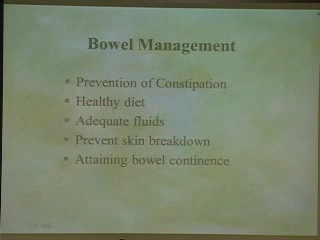 Bowel Management
▪ Prevention of Constipation
▪ Healthy diet
▪ Adequate fluids
▪ Prevent skin breakdown
▪ Attaining bowel continence